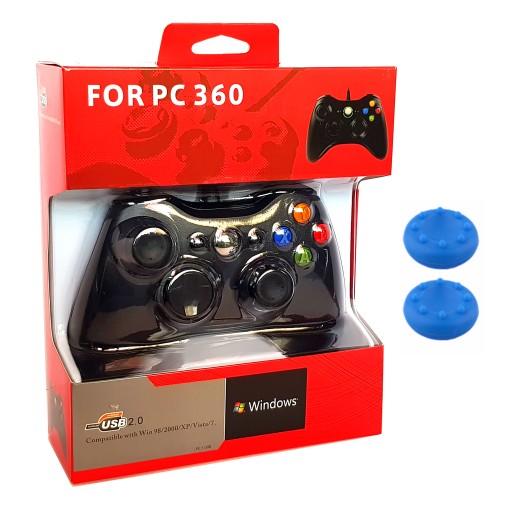 FOR PC 360
USB 2.0
Compatible with Win 98/2000/XP/Vista/7.
Windows
Y
X
B
A